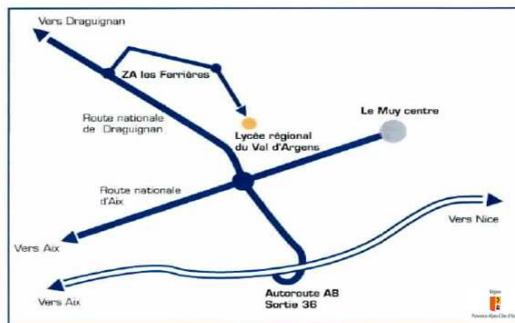 Vers Draguignan
ZA les Ferrières
Route nationale
de Draguignan
Le Muy centre
Lycée régional
du Val d'Argens
Route nationale
d'Aix
Vers Nice
Vers Aix
Vers Aix
Autoroute A8
Sortie 36
Région